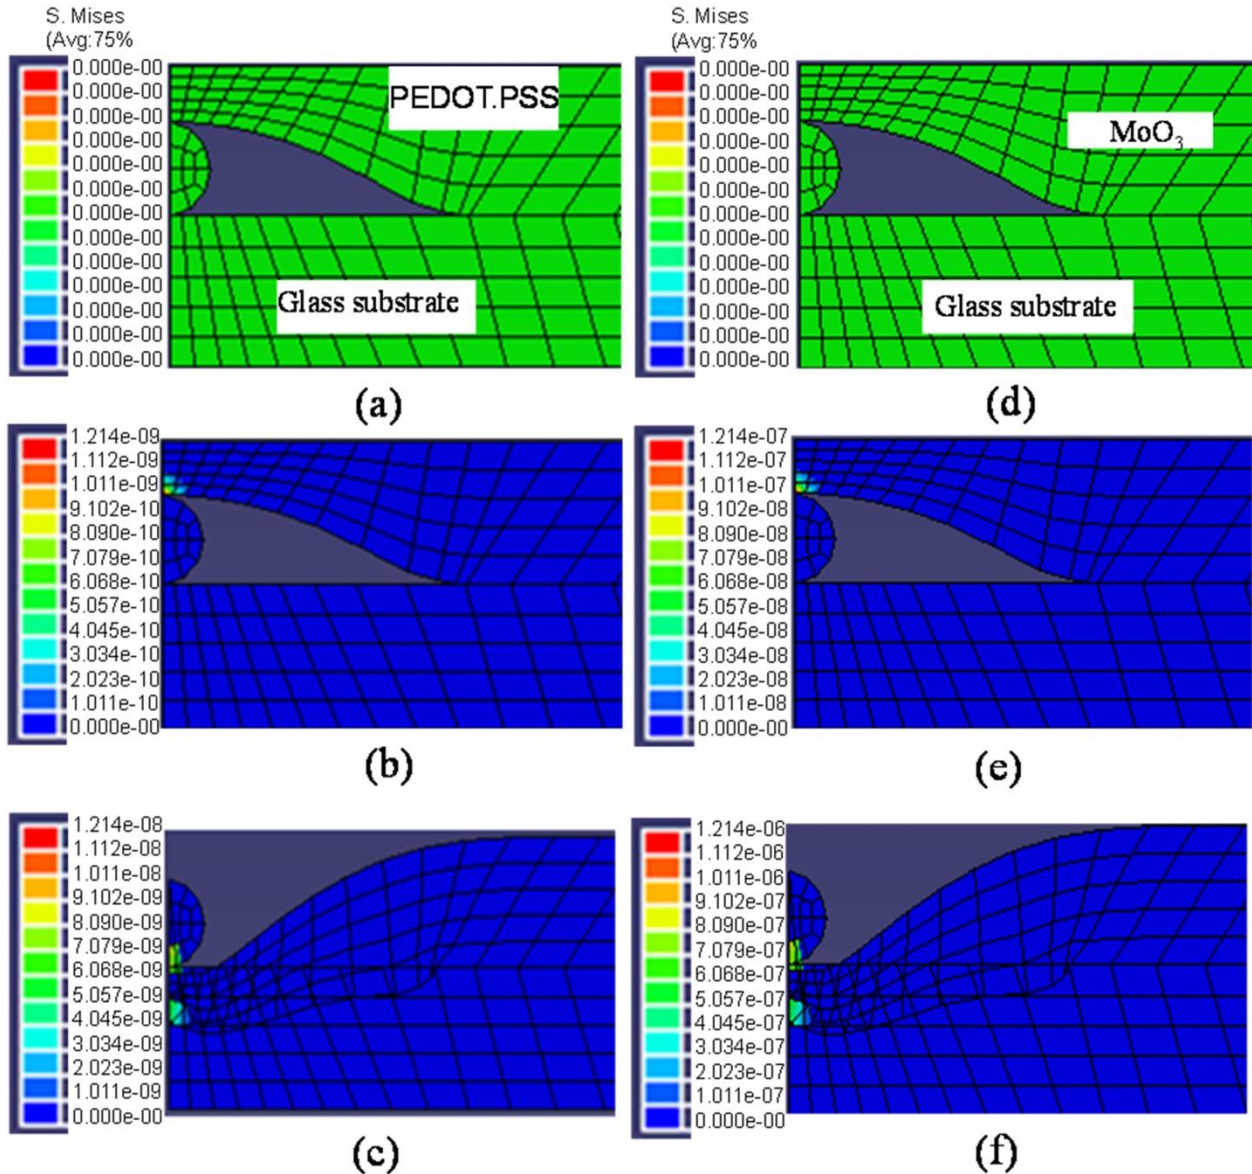 S. Mises
(Avg:75%
0.000e-00
0.000e-00
0.000e-00
0.000e-00
0.000e-00
0.000e-00
0.000e-00
0.000e-00
0.000e-00
0.000e-00
0.000e-00
0.000e-00
0.000e-00
PEDOT.PSS
Glass substrate
(a)
S. Mises
(Avg:75%
0.000e-00
0.000e-00
0.000e-00
0.000e-00
0.000e-00
0.000e-00
0.000e-00
0.000e-00
0.000e-00
0.000e-00
0.000e-00
0.000e-00
0.000e-00
MoO₃
Glass substrate
(d)
1.214e-09
1.112e-09
1.011e-09
9.102e-10
8.090e-10
7.079e-10
6.068e-10
5.057e-10
4.045e-10
3.034e-10
2.023e-10
1.011e-10
0.000e-00
(b)
1.214e-07
1.112e-07
1.011e-07
9.102e-08
8.090e-08
7.079e-08
6.068e-08
5.057e-08
4.045e-08
3.034e-08
2.023e-08
1.011e-08
0.000e-00
(e)
1.214e-08
1.112e-08
1.011e-08
9.102e-09
8.090e-09
7.079e-09
6.068e-09
5.057e-09
4.045e-09
3.034e-09
2.023e-09
1.011e-09
0.000e-00
(c)
1.214e-06
1.112e-06
1.011e-06
9.102e-07
8.090e-07
7.079e-07
6.068e-07
5.057e-07
4.045e-07
3.034e-07
2.023e-07
1.011e-07
0.000e-00
(f)